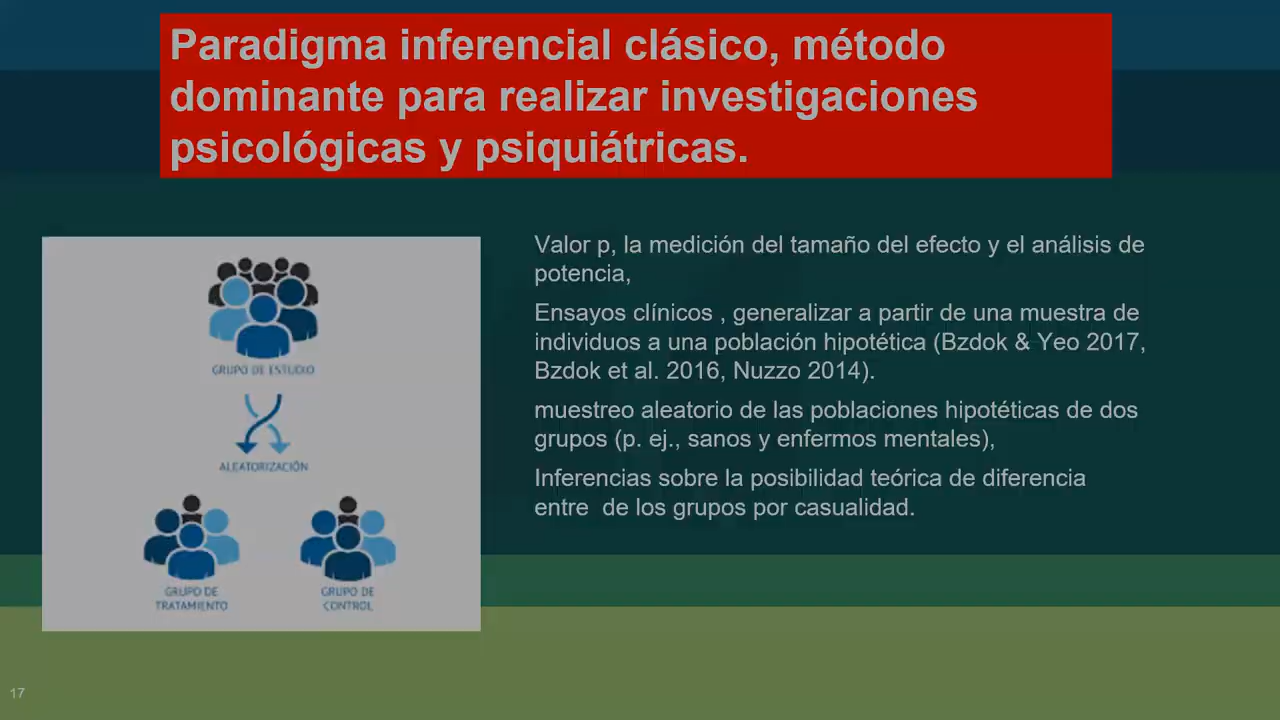 Paradigma inferencial clásico, método
dominante para realizar investigaciones
psicológicas y psiquiátricas.
GRUPO DE ESTUDIO
ALEATORIZACIÓN
GRUPO DE
TRATAMIENTO
GRUPO DE
CONTROL
Valor p, la medición del tamaño del efecto y el análisis de
potencia,
Ensayos clínicos , generalizar a partir de una muestra de
individuos a una población hipotética (Bzdok & Yeo 2017,
Bzdok et al. 2016, Nuzzo 2014).
muestreo aleatorio de las poblaciones hipotéticas de dos
grupos (p. ej., sanos y enfermos mentales),
Inferencias sobre la posibilidad teórica de diferencia
entre  de los grupos por casualidad.
17